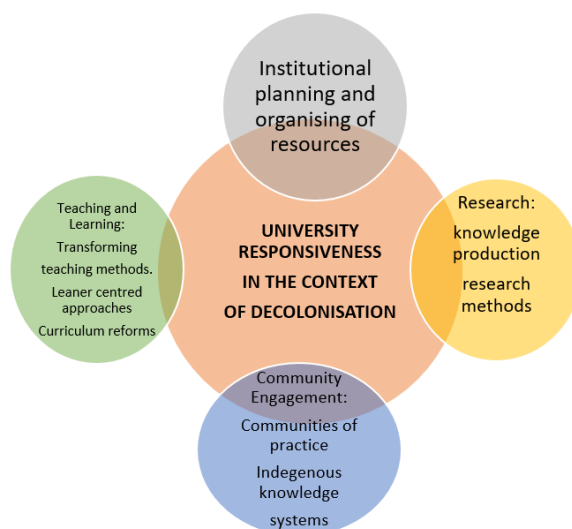 Institutional
planning and
organising of
resources
Teaching and
Learning:
Transforming
teaching methods.
Leaner centred
approaches
Curriculum reforms
UNIVERSITY
RESPONSIVENESS
IN THE CONTEXT
OF DECOLONISATION
Research:
knowledge
production
research
methods
Community
Engagement:
Communities of
practice
Indegenous
knowledge
systems